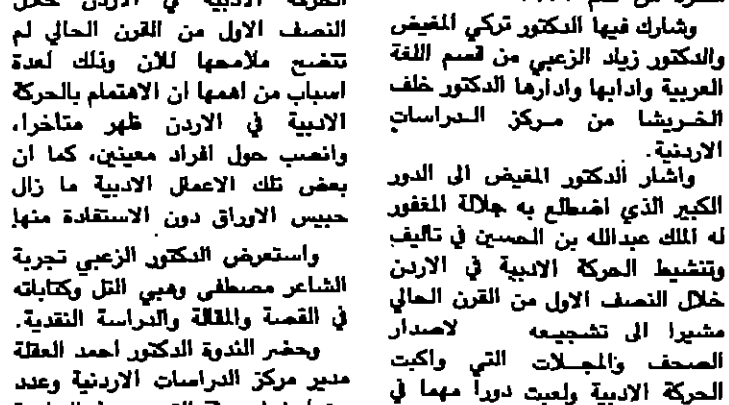 وشارك فيها الدكتور تركي المغيض
والدكتور زياد الزعبي من قسم اللغة
العربية وادابها وادارها الدكتور خلف
الخريشا من مركز الدراسات
الاردنية.
واشار الدكتور المغيض الى الدور
الكبير الذي اضطلع به جلالة المغفور
له الملك عبدالله بن الحسين في تاليف
وتنشيط الحركة الادبية في الاردن
خلال النصف الاول من القرن الحالي
مشيرا الى تشجيعه لاصدار
الصحف والمجلات التي واكبت
الحركة الادبية ولعبت دورا مهما في
الحركة الادبية في الاردن خلال
النصف الاول من القرن الحالي لم
تتضح ملامحها للان وذلك لعدة
اسباب من اهمها ان الاهتمام بالحركة
الادبية في الاردن ظهر متأخرا،
وانصب حول افراد معينين، كما ان
بعض تلك الاعمال الادبية ما زال
حبيس الاوراق دون الاستفادة منها
واستعرض الدكتور الزعبي تجربة
الشاعر مصطفى وهبي التل وكتاباته
في القصة والمقالة والدراسة النقدية.
وحضر الندوة الدكتور احمد العقلة
مدير مركز الدراسات الاردنية وعدد